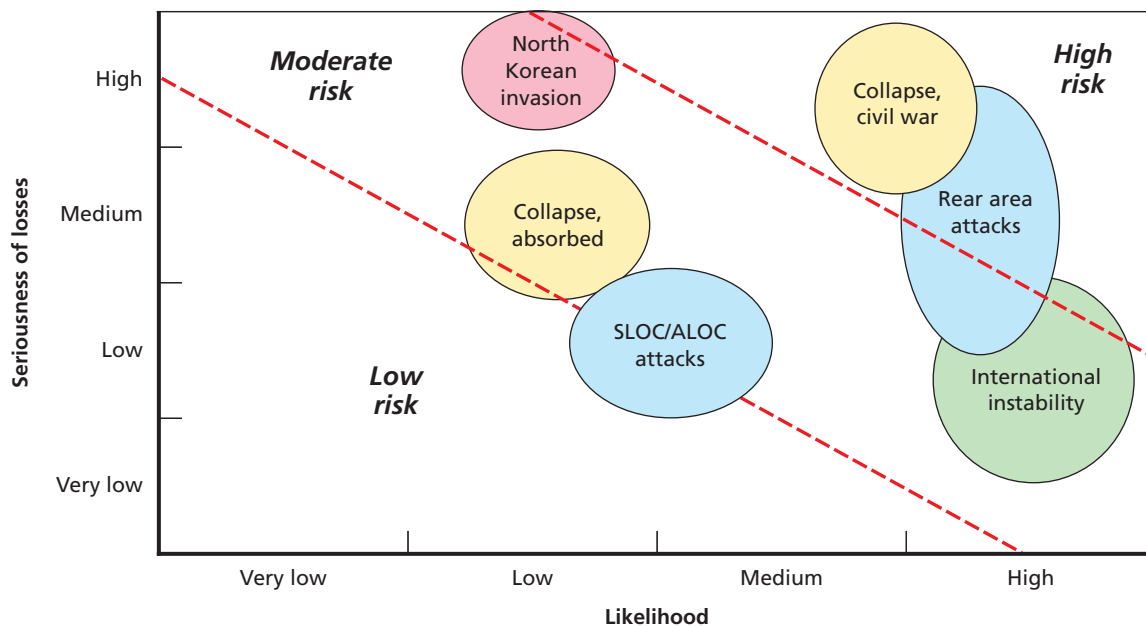 Seriousness of losses
High
Medium
Low
Very low
Moderate
risk
North
Korean
invasion
Collapse,
civil war
High
risk
Collapse,
absorbed
Rear area
attacks
SLOC/ALOC
attacks
Low
risk
International
instability
Very low
Low
Medium
High
Likelihood